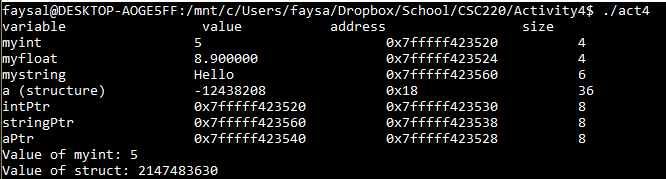 faysal@DESKTOP-AOGE5FF:/mnt/c/Users/faysa/Dropbox/School/CSC220/Activity4$ ./act4
variable value address size
myint 5 0x7fffff423520 4
myfloat 8.900000 0x7fffff423524 4
mystring Hello 0x7fffff423560 6
a (structure) -12438208 0x18 36
intPtr 0x7fffff423520 0x7fffff423530 8
stringPtr 0x7fffff423560 0x7fffff423538 8
aPtr 0x7fffff423540 0x7fffff423528 8
Value of myint: 5
Value of struct: 2147483630